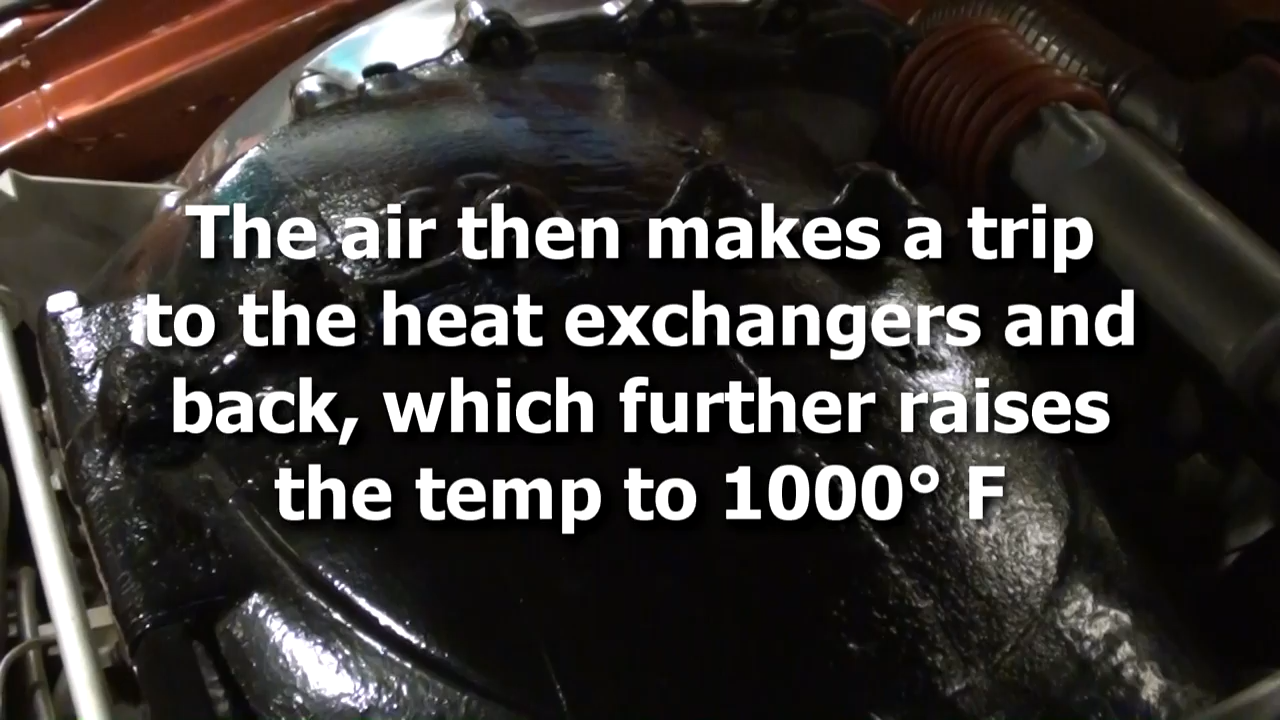 The air then makes a trip
to the heat exchangers and
back, which further raises
the temp to 1000° F